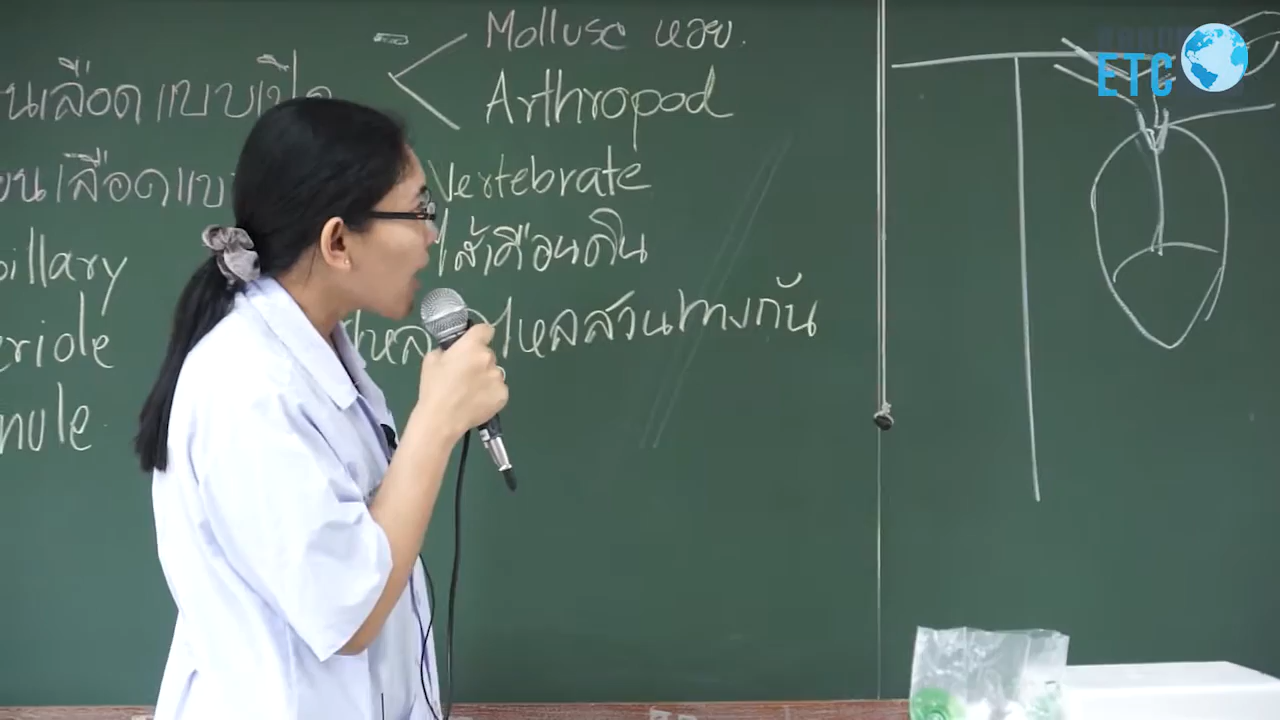 Mollusc หอย.
นเลือดแบบเปิด
Arthropod
ยนเลือดแบบ
Vertebrate
ไส้เดือนดิน
pillary
ไหลสวนทางกัน
eriole
nule
ETC